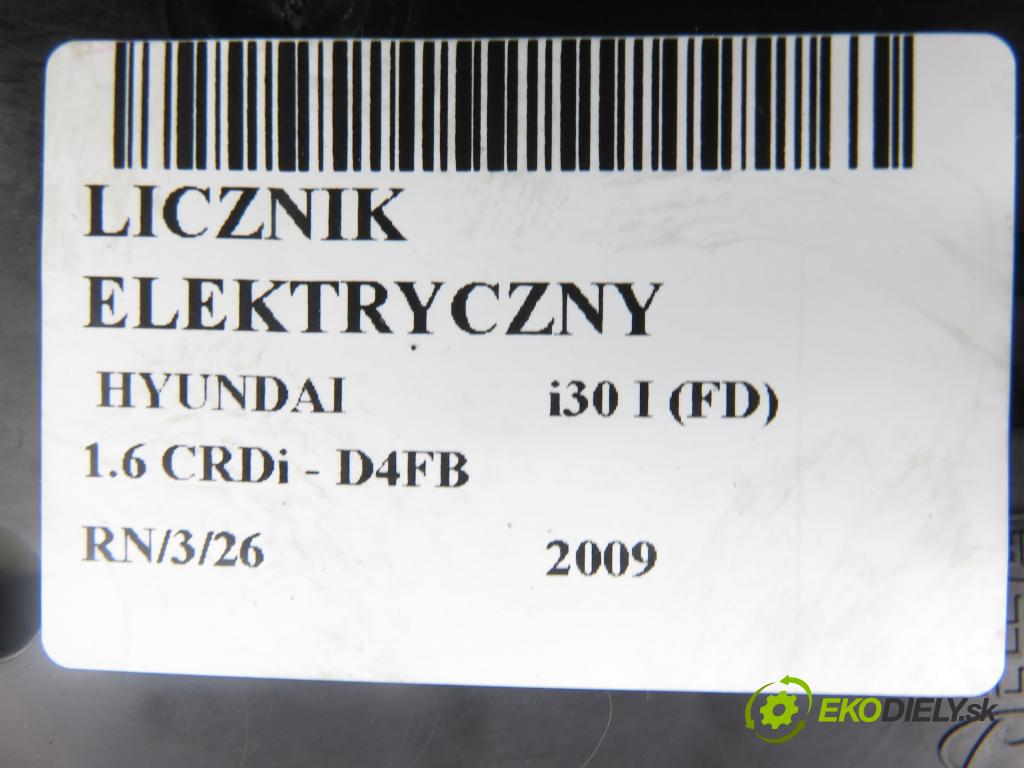 LICZNIK
ELEKTRYCZNY
HYUNDAI i30 I (FD)
1.6 CRDi - D4FB
RN/3/26 2009
EKODIELY.sk